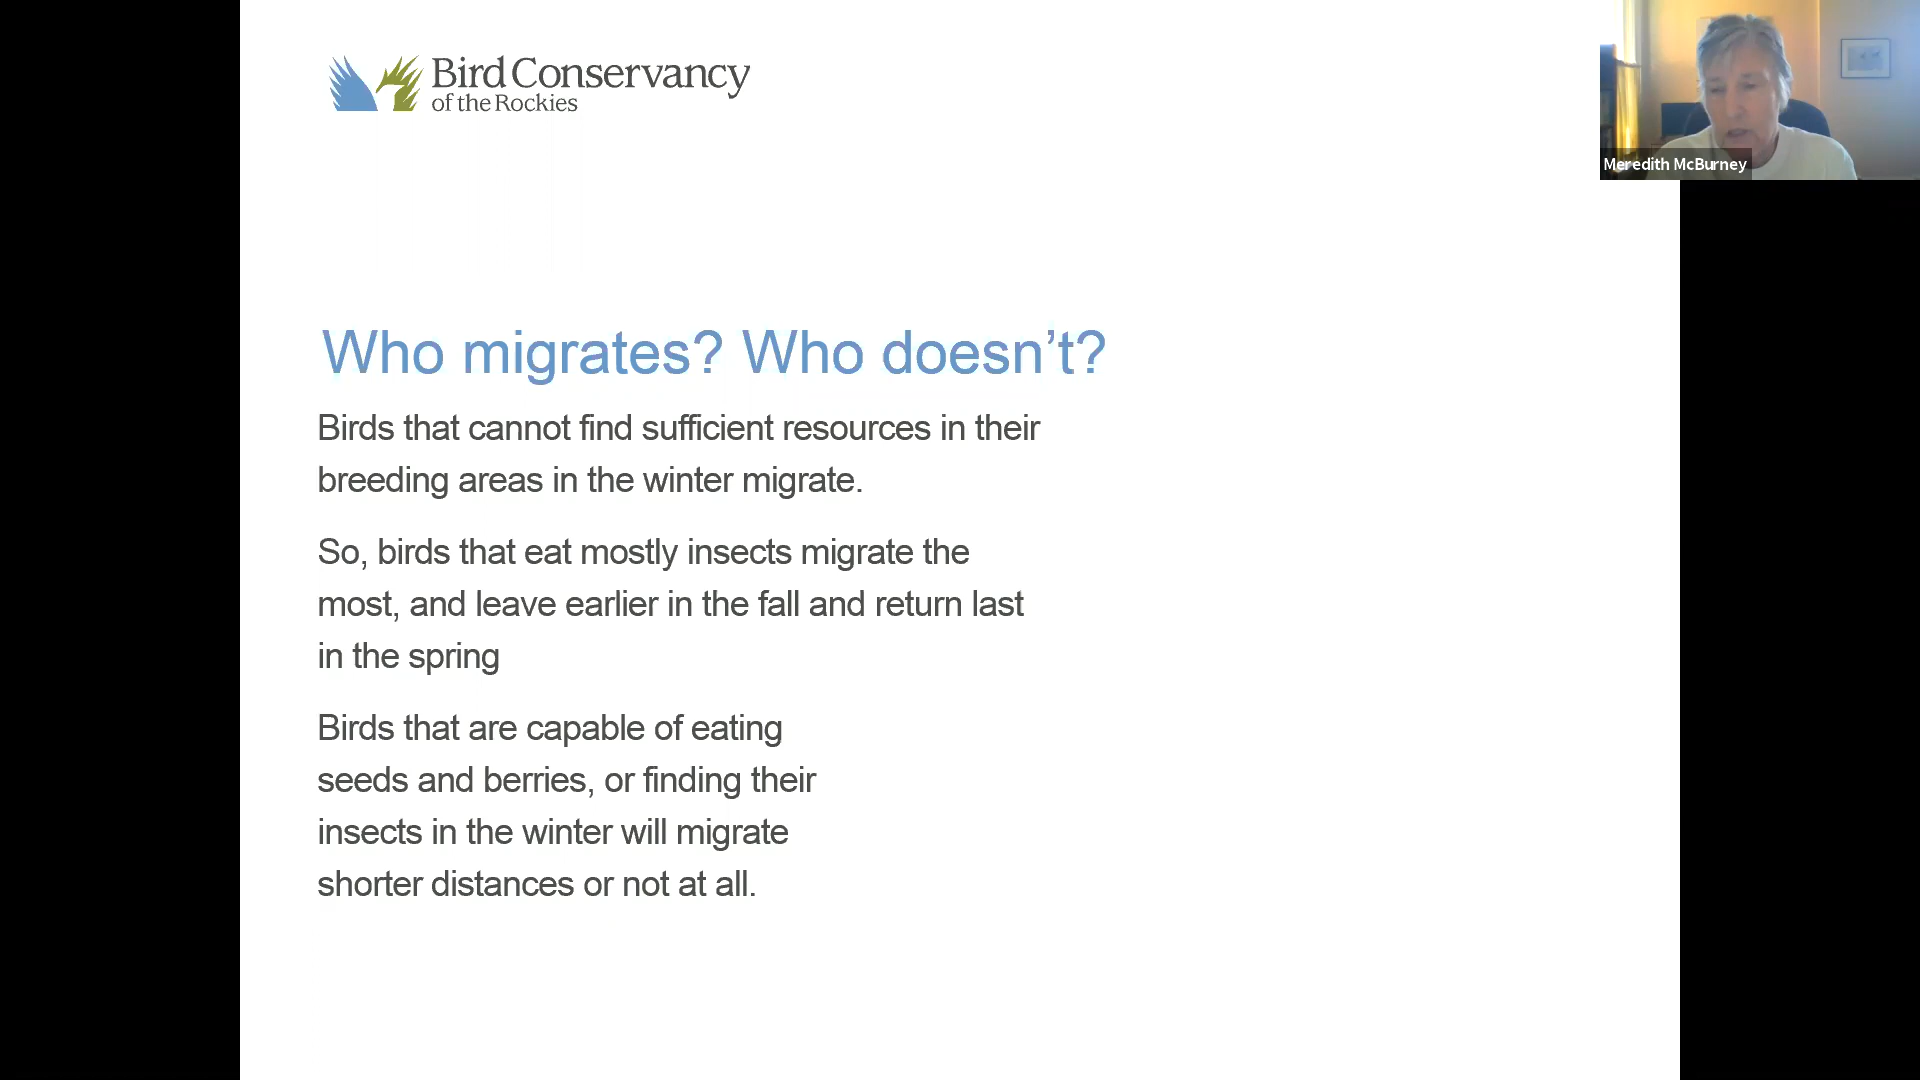 Bird Conservancy
of the Rockies
Meredith McBurney
Who migrates? Who doesn’t?
Birds that cannot find sufficient resources in their
breeding areas in the winter migrate.
So, birds that eat mostly insects migrate the
most, and leave earlier in the fall and return last
in the spring
Birds that are capable of eating
seeds and berries, or finding their
insects in the winter will migrate
shorter distances or not at all.